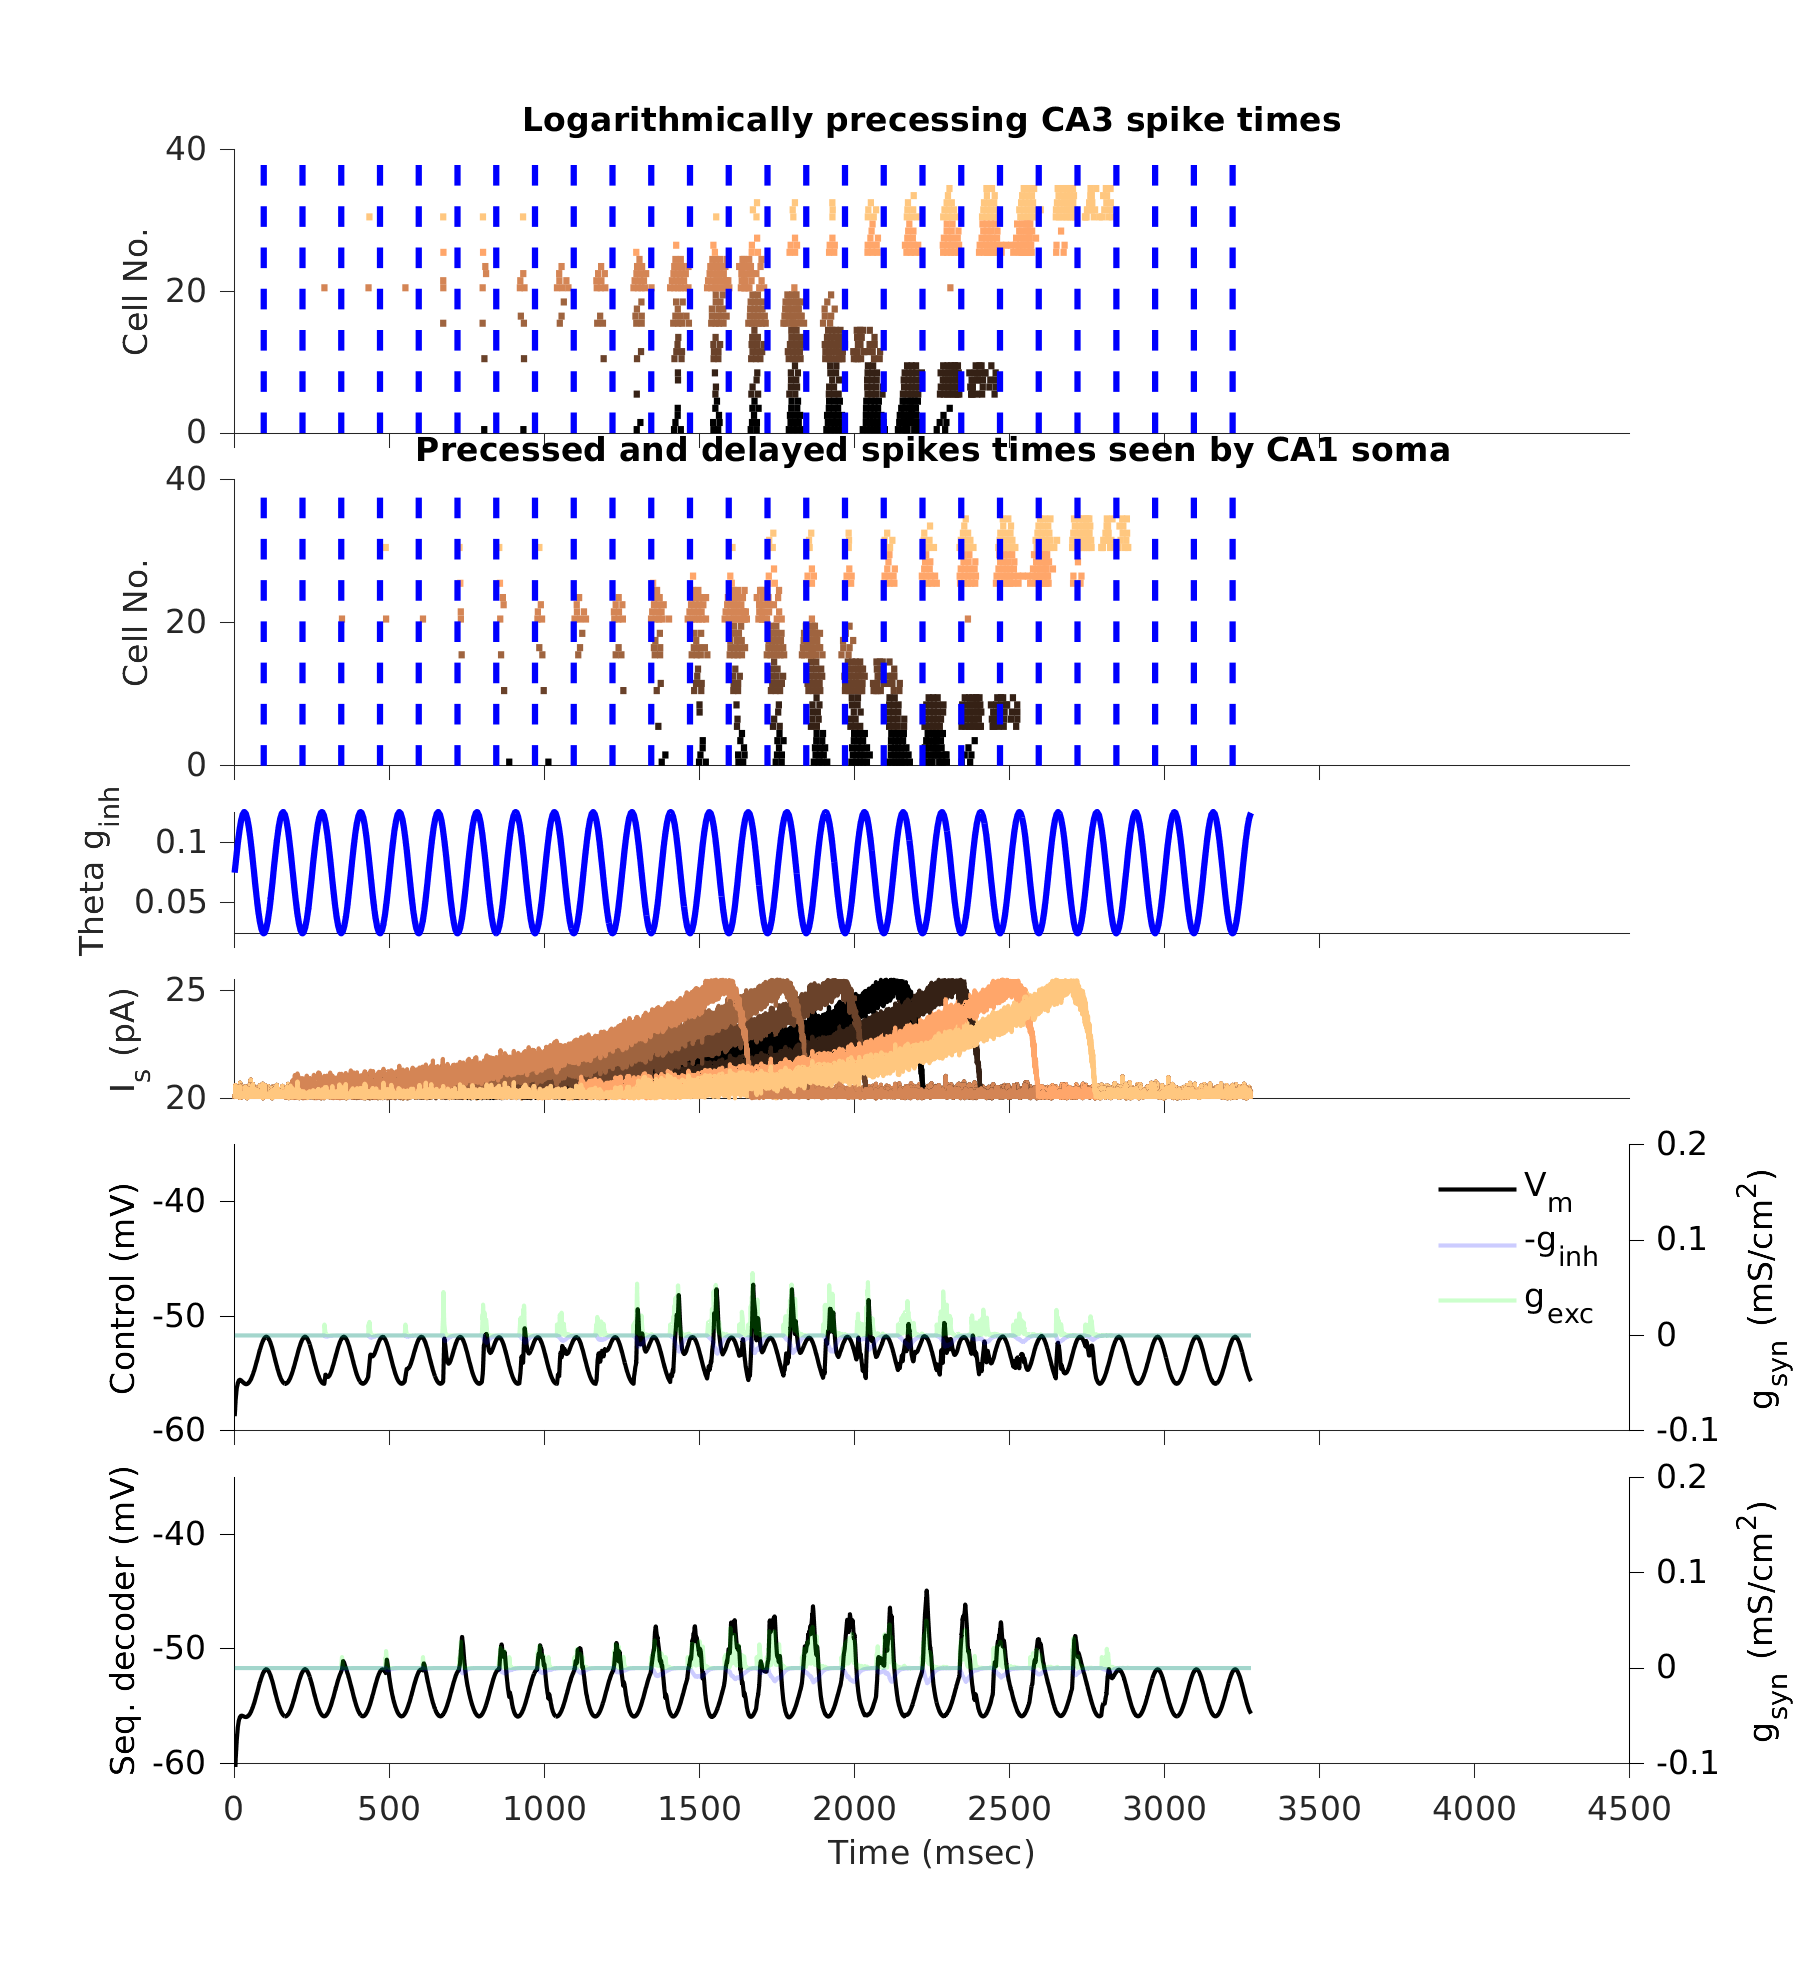 Logarithmically precessing CA3 spike times
40
20
0
Cell No.
Precessed and delayed spikes times seen by CA1 soma
40
20
0
Cell No.
0.1
0.05
Theta g_inh
25
20
I_s (pA)
-40
-50
-60
Control (mV)
V_m
-g_inh
g_exc
0.2
0.1
0
-0.1
g_syn (mS/cm^2)
-40
-50
-60
Seq. decoder (mV)
0.2
0.1
0
-0.1
g_syn (mS/cm^2)
0 500 1000 1500 2000 2500 3000 3500 4000 4500
Time (msec)